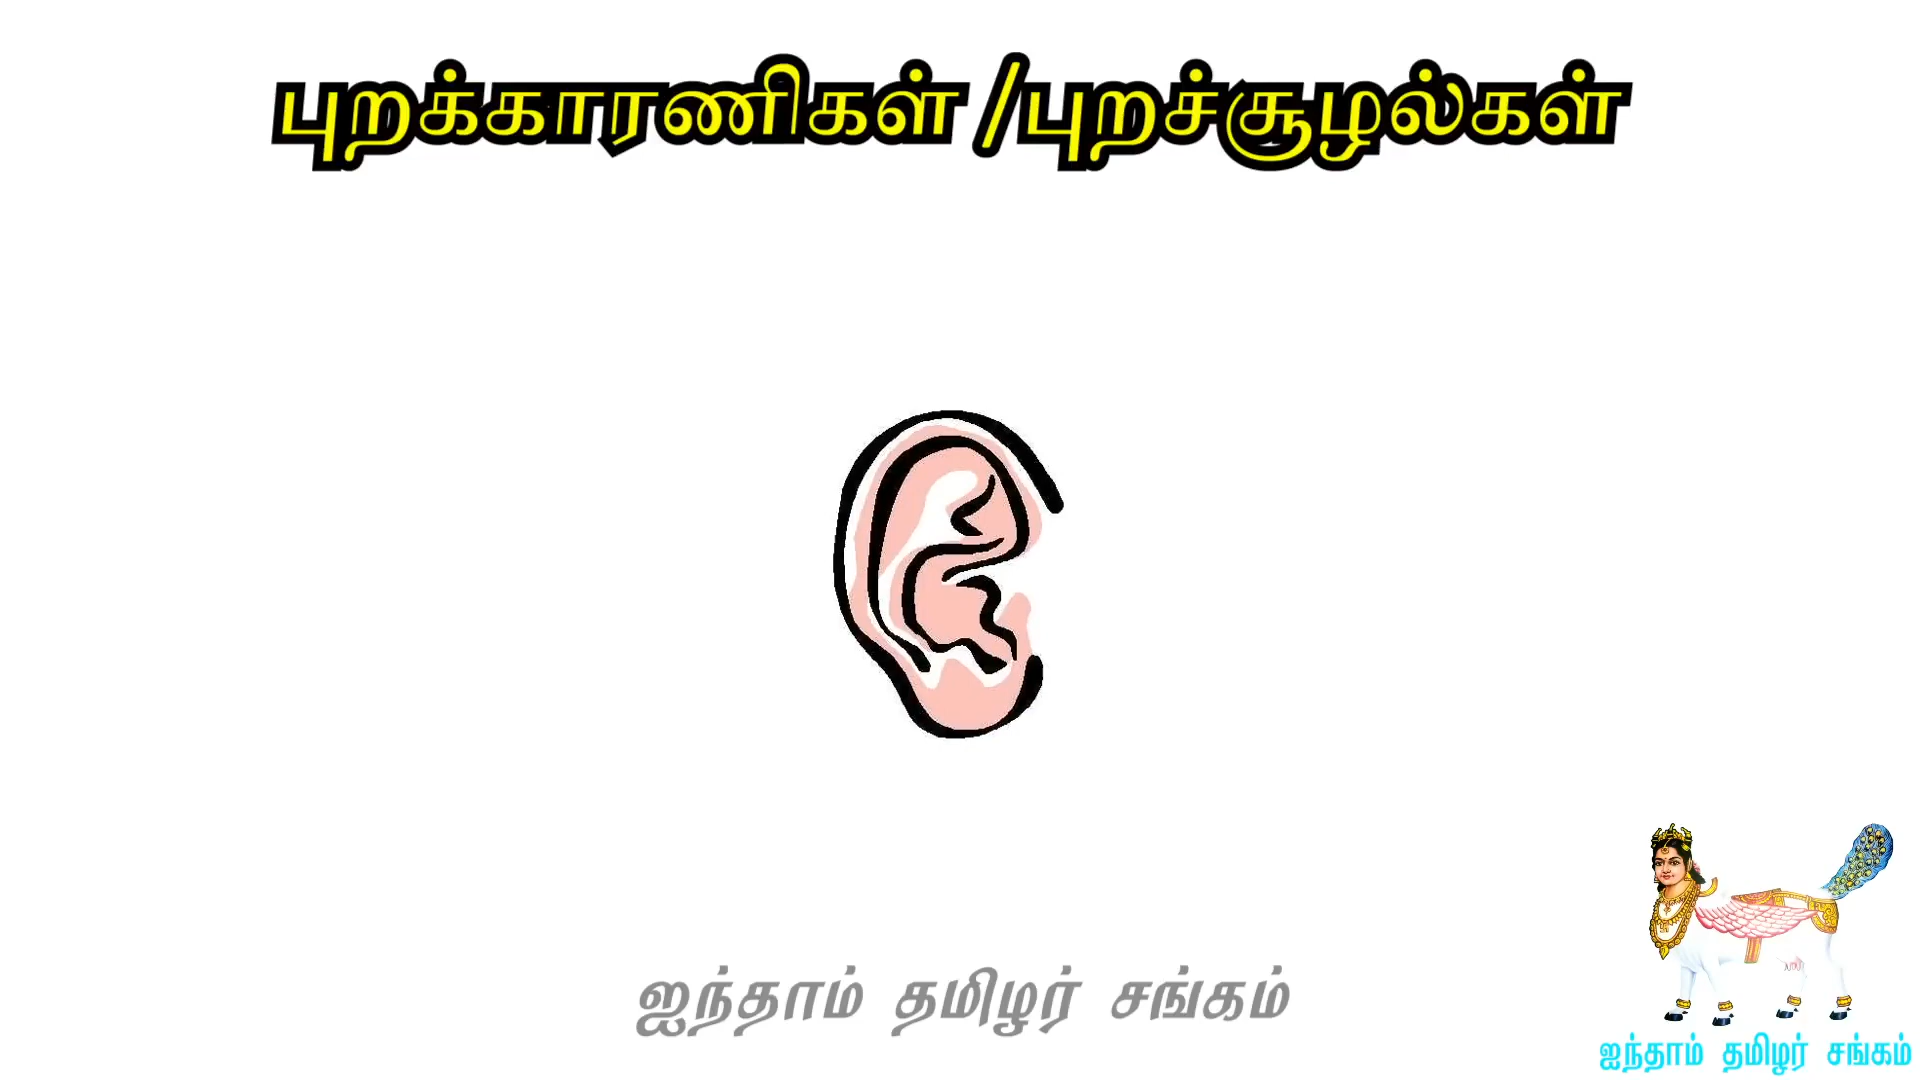 புறக்காரணிகள் /புறச்சூழல்கள்
ஐந்தாம் தமிழர் சங்கம்
ஐந்தாம் தமிழர் சங்கம்